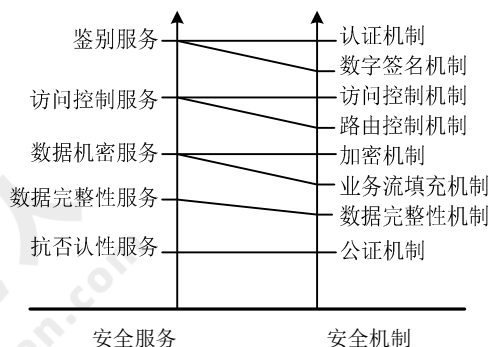 鉴别服务
访问控制服务
数据机密服务
数据完整性服务
抗否认性服务
认证机制
数字签名机制
访问控制机制
路由控制机制
加密机制
业务流填充机制
数据完整性机制
公证机制
安全服务
安全机制